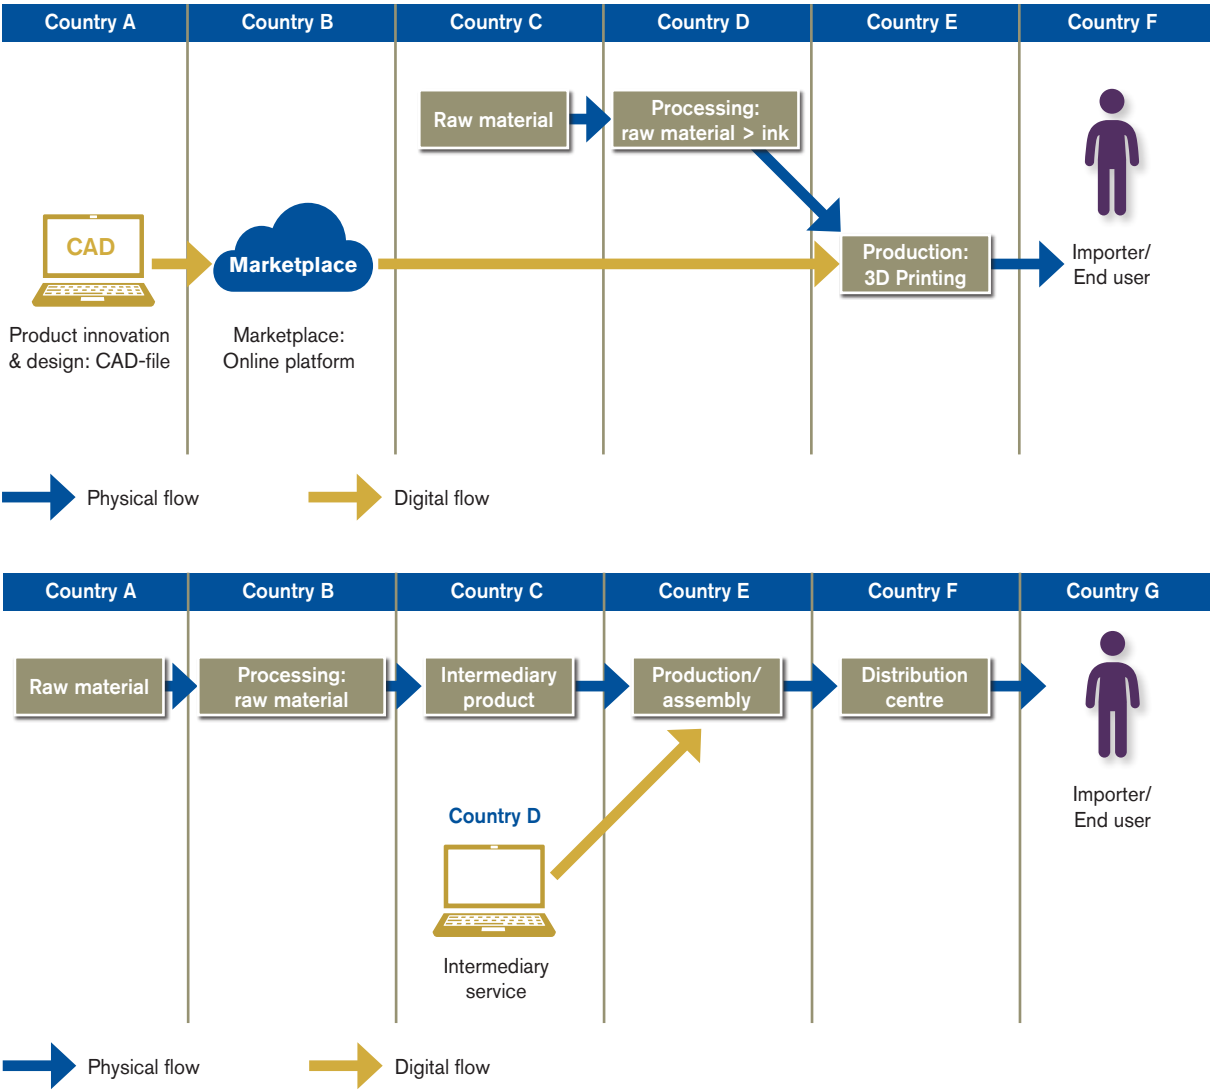 Country A
Country B
Country C
Country D
Country E
Country F
Raw material
Processing:
raw material > ink
CAD
Marketplace
Production:
3D Printing
Importer/
End user
Product innovation
& design: CAD-file
Marketplace:
Online platform
Physical flow
Digital flow
Country A
Country B
Country C
Country E
Country F
Country G
Raw material
Processing:
raw material
Intermediary
product
Production/
assembly
Distribution
centre
Importer/
End user
Country D
Intermediary
service
Physical flow
Digital flow